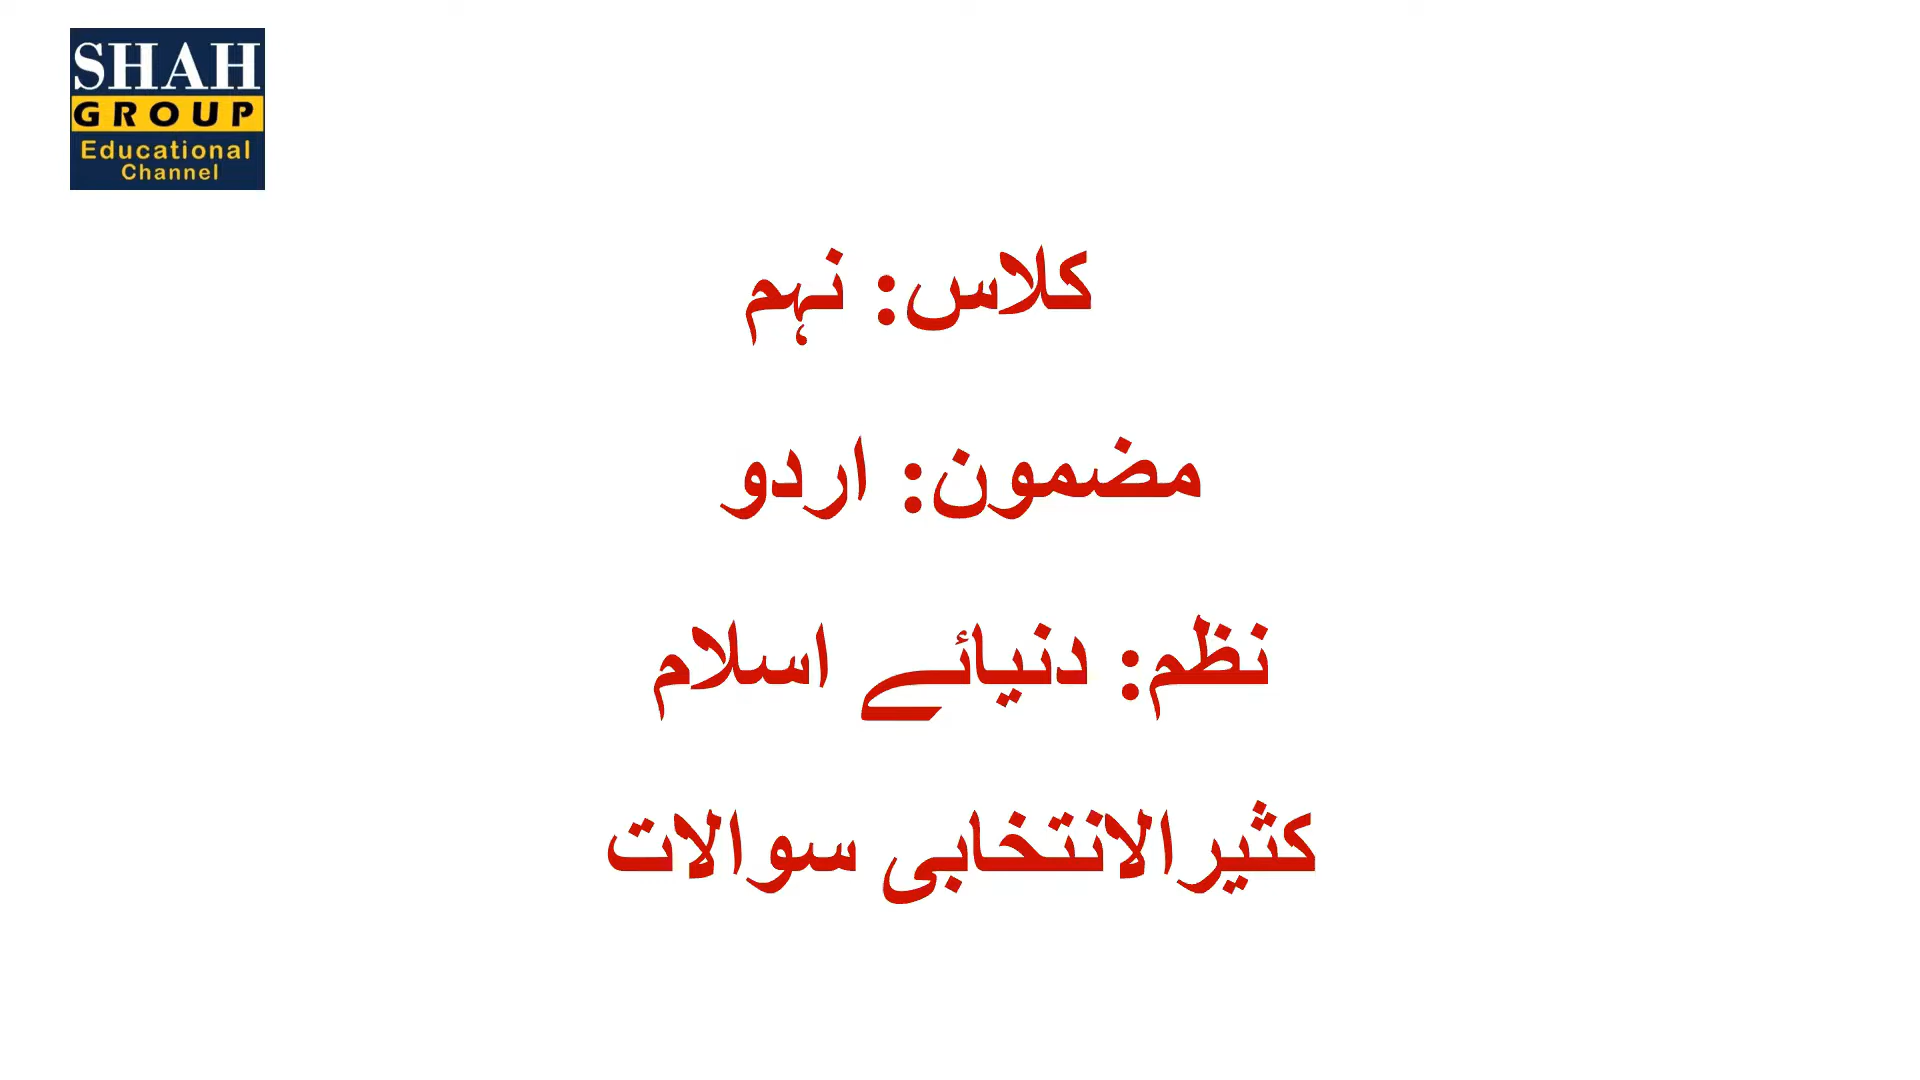 SHAH
GROUP
Educational
Channel
کلاس: نہم
مضمون: اردو
نظم: دنیائے اسلام
کثیرالانتخابی سوالات